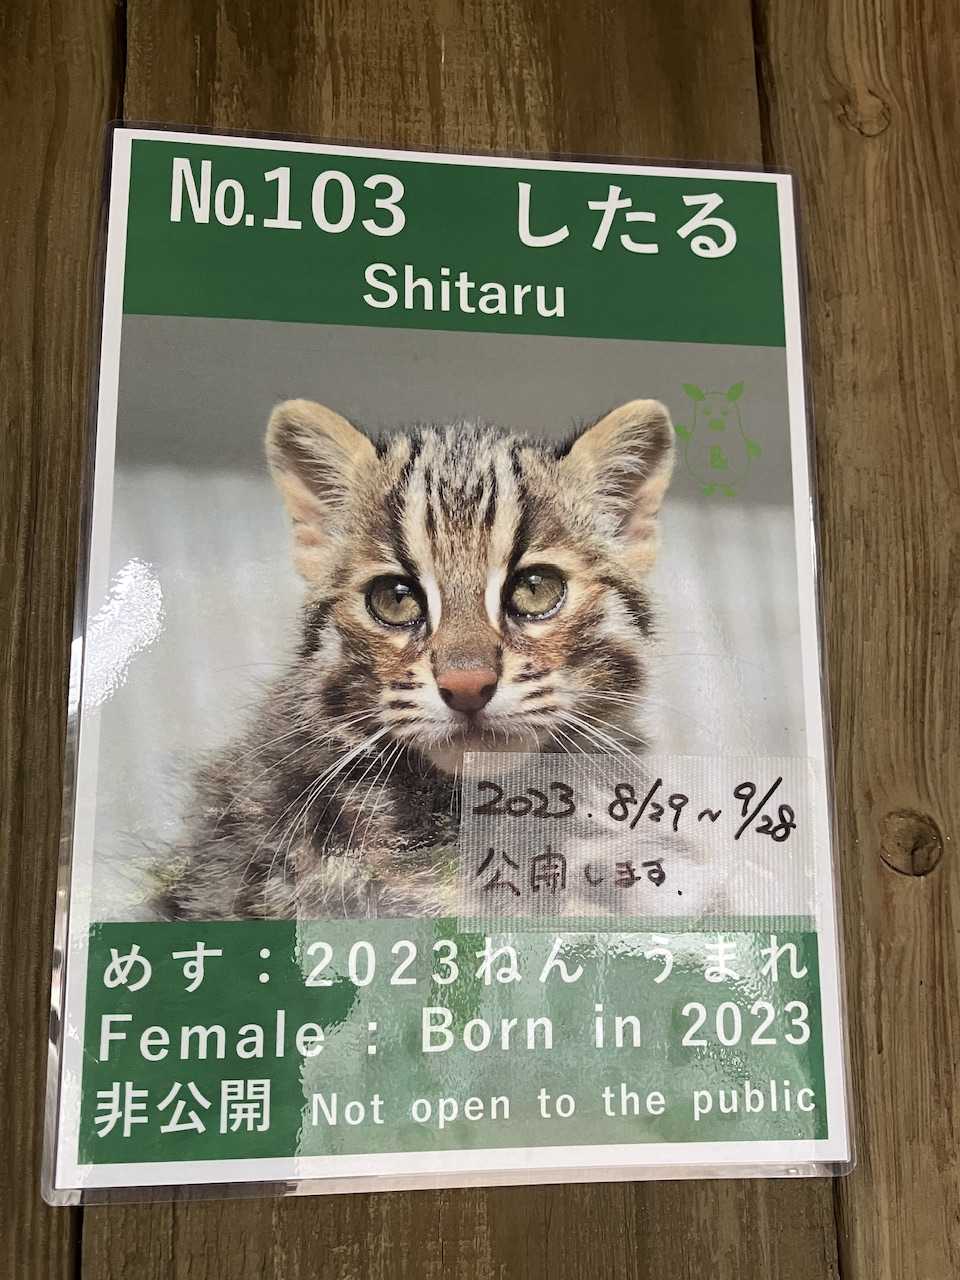 No.103 したる
Shitaru
2023. 8/29~9/28
公開します.
めす：2023ねん うまれ
Female : Born in 2023
非公開 Not open to the public